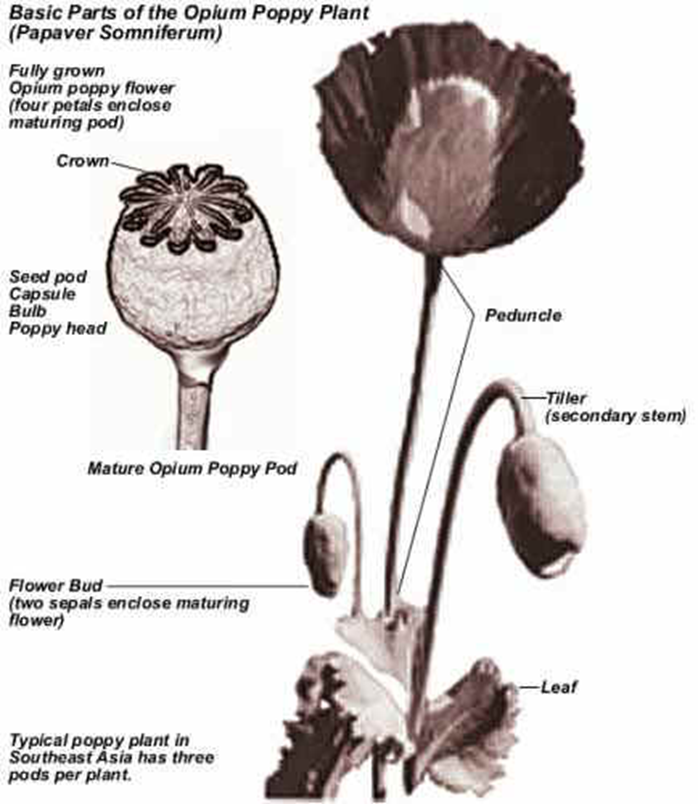 Basic Parts of the Opium Poppy Plant
(Papaver Somniferum)
Fully grown
Opium poppy flower
(four petals enclose
maturing pod)
Crown
Seed pod
Capsule
Bulb
Poppy head
Peduncle
Tiller
(secondary stem)
Mature Opium Poppy Pod
Flower Bud
(two sepals enclose maturing
flower)
Leaf
Typical poppy plant in
Southeast Asia has three
pods per plant.